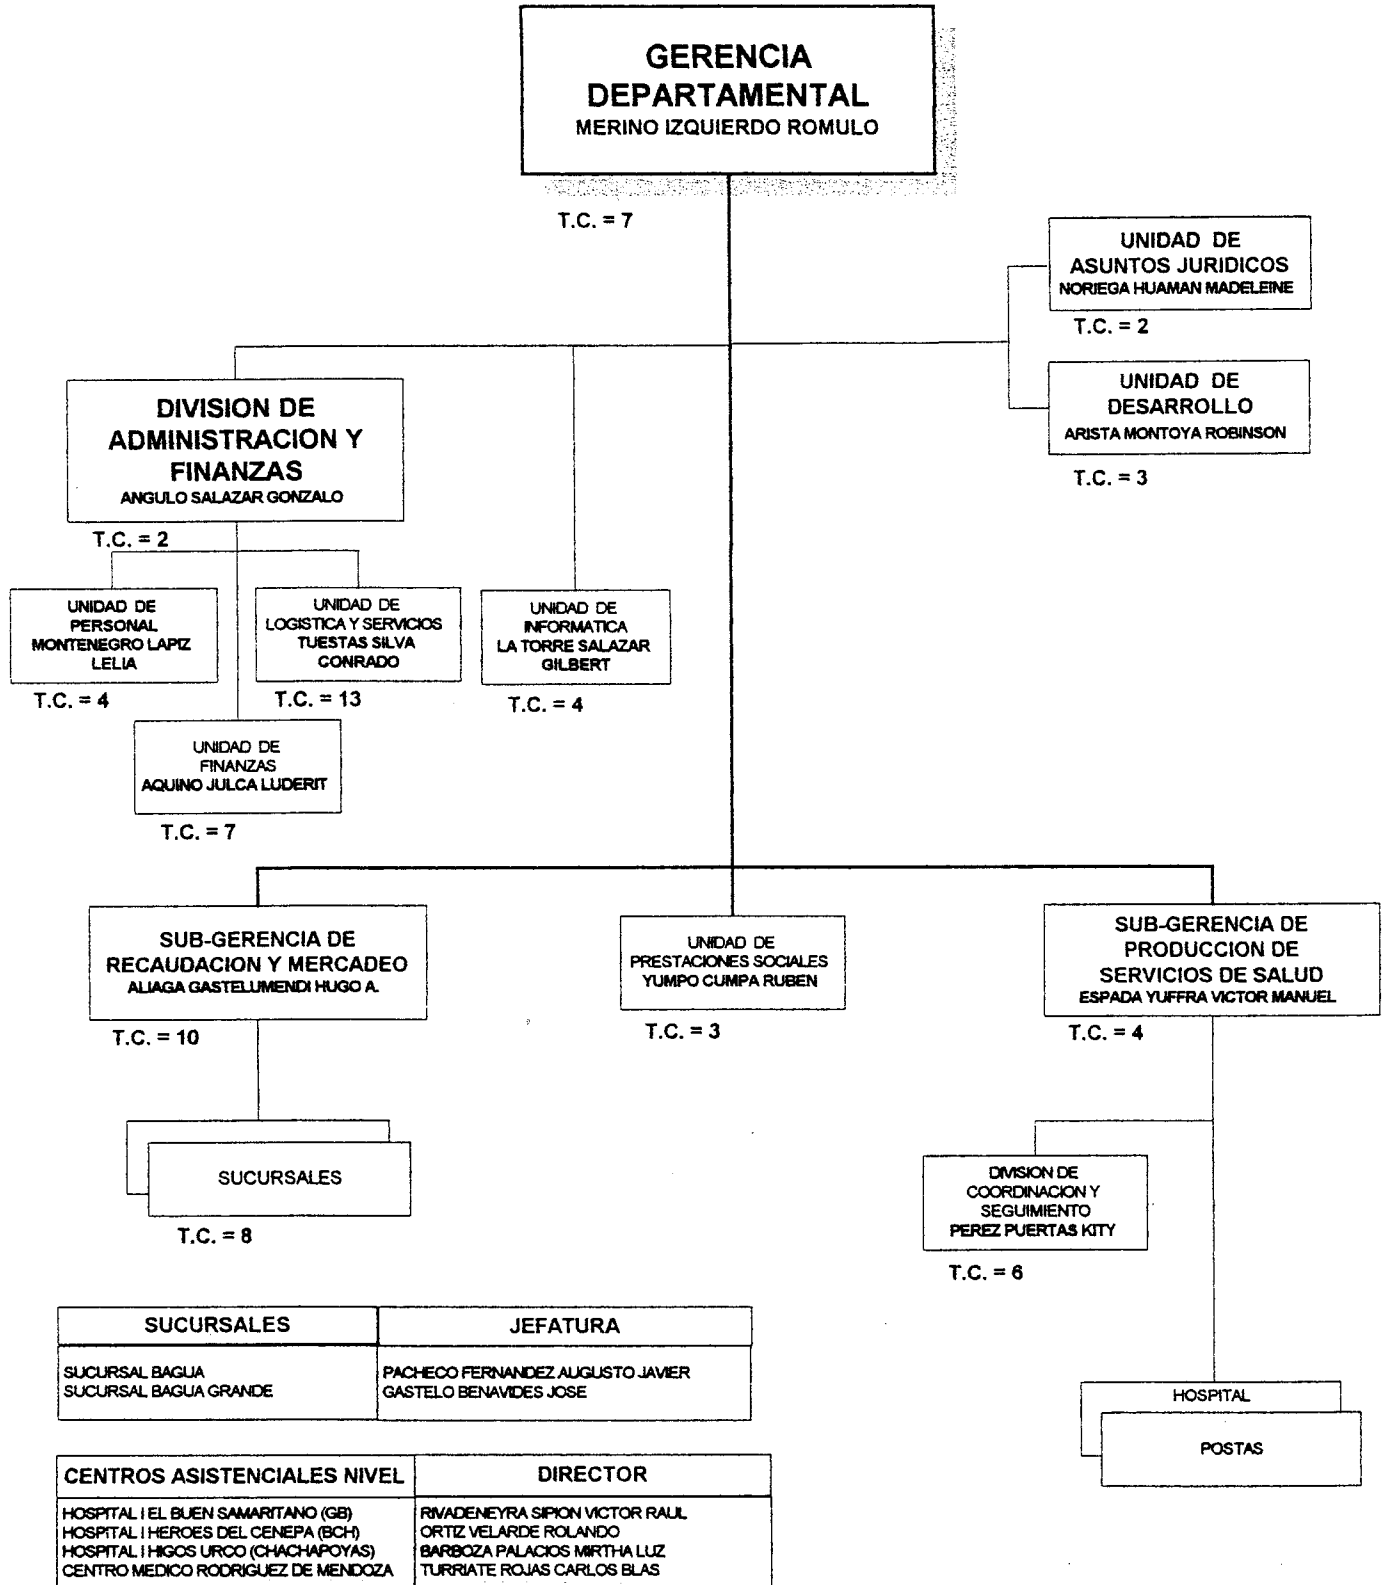 GERENCIA
DEPARTAMENTAL
MERINO IZQUIERDO ROMULO
T.C. = 7
UNIDAD DE
ASUNTOS JURIDICOS
NORIEGA HUAMAN MADELEINE
T.C. = 2
UNIDAD DE
DESARROLLO
ARISTA MONTOYA ROBINSON
T.C. = 3
DIVISION DE
ADMINISTRACION Y
FINANZAS
ANGULO SALAZAR GONZALO
T.C. = 2
UNIDAD DE
PERSONAL
MONTENEGRO LAPIZ
LELIA
T.C. = 4
UNIDAD DE
LOGISTICA Y SERVICIOS
TUESTAS SILVA
CONRADO
T.C. = 13
UNIDAD DE
INFORMATICA
LA TORRE SALAZAR
GILBERT
T.C. = 4
UNIDAD DE
FINANZAS
AQUINO JULCA LUDERIT
T.C. = 7
SUB-GERENCIA DE
RECAUDACION Y MERCADEO
ALIAGA GASTELUMENDI HUGO A.
T.C. = 10
UNIDAD DE
PRESTACIONES SOCIALES
YUMPO CUMPA RUBEN
T.C. = 3
SUB-GERENCIA DE
PRODUCCION DE
SERVICIOS DE SALUD
ESPADA YUFFRA VICTOR MANUEL
T.C. = 4
SUCURSALES
T.C. = 8
DIVISION DE
COORDINACION Y
SEGUIMIENTO
PEREZ PUERTAS KITY
T.C. = 6
HOSPITAL
POSTAS
SUCURSALES JEFATURA
SUCURSAL BAGUA PACHECO FERNANDEZ AUGUSTO JAVIER
SUCURSAL BAGUA GRANDE GASTELO BENAVIDES JOSE
CENTROS ASISTENCIALES NIVEL DIRECTOR
HOSPITAL I EL BUEN SAMARITANO (GB) RIVADENEYRA SIPION VICTOR RAUL
HOSPITAL I HEROES DEL CENEPA (BCH) ORTIZ VELARDE ROLANDO
HOSPITAL I HIGOS URCO (CHACHAPOYAS) BARBOZA PALACIOS MIRTHA LUZ
CENTRO MEDICO RODRIGUEZ DE MENDOZA TURRIATE ROJAS CARLOS BLAS